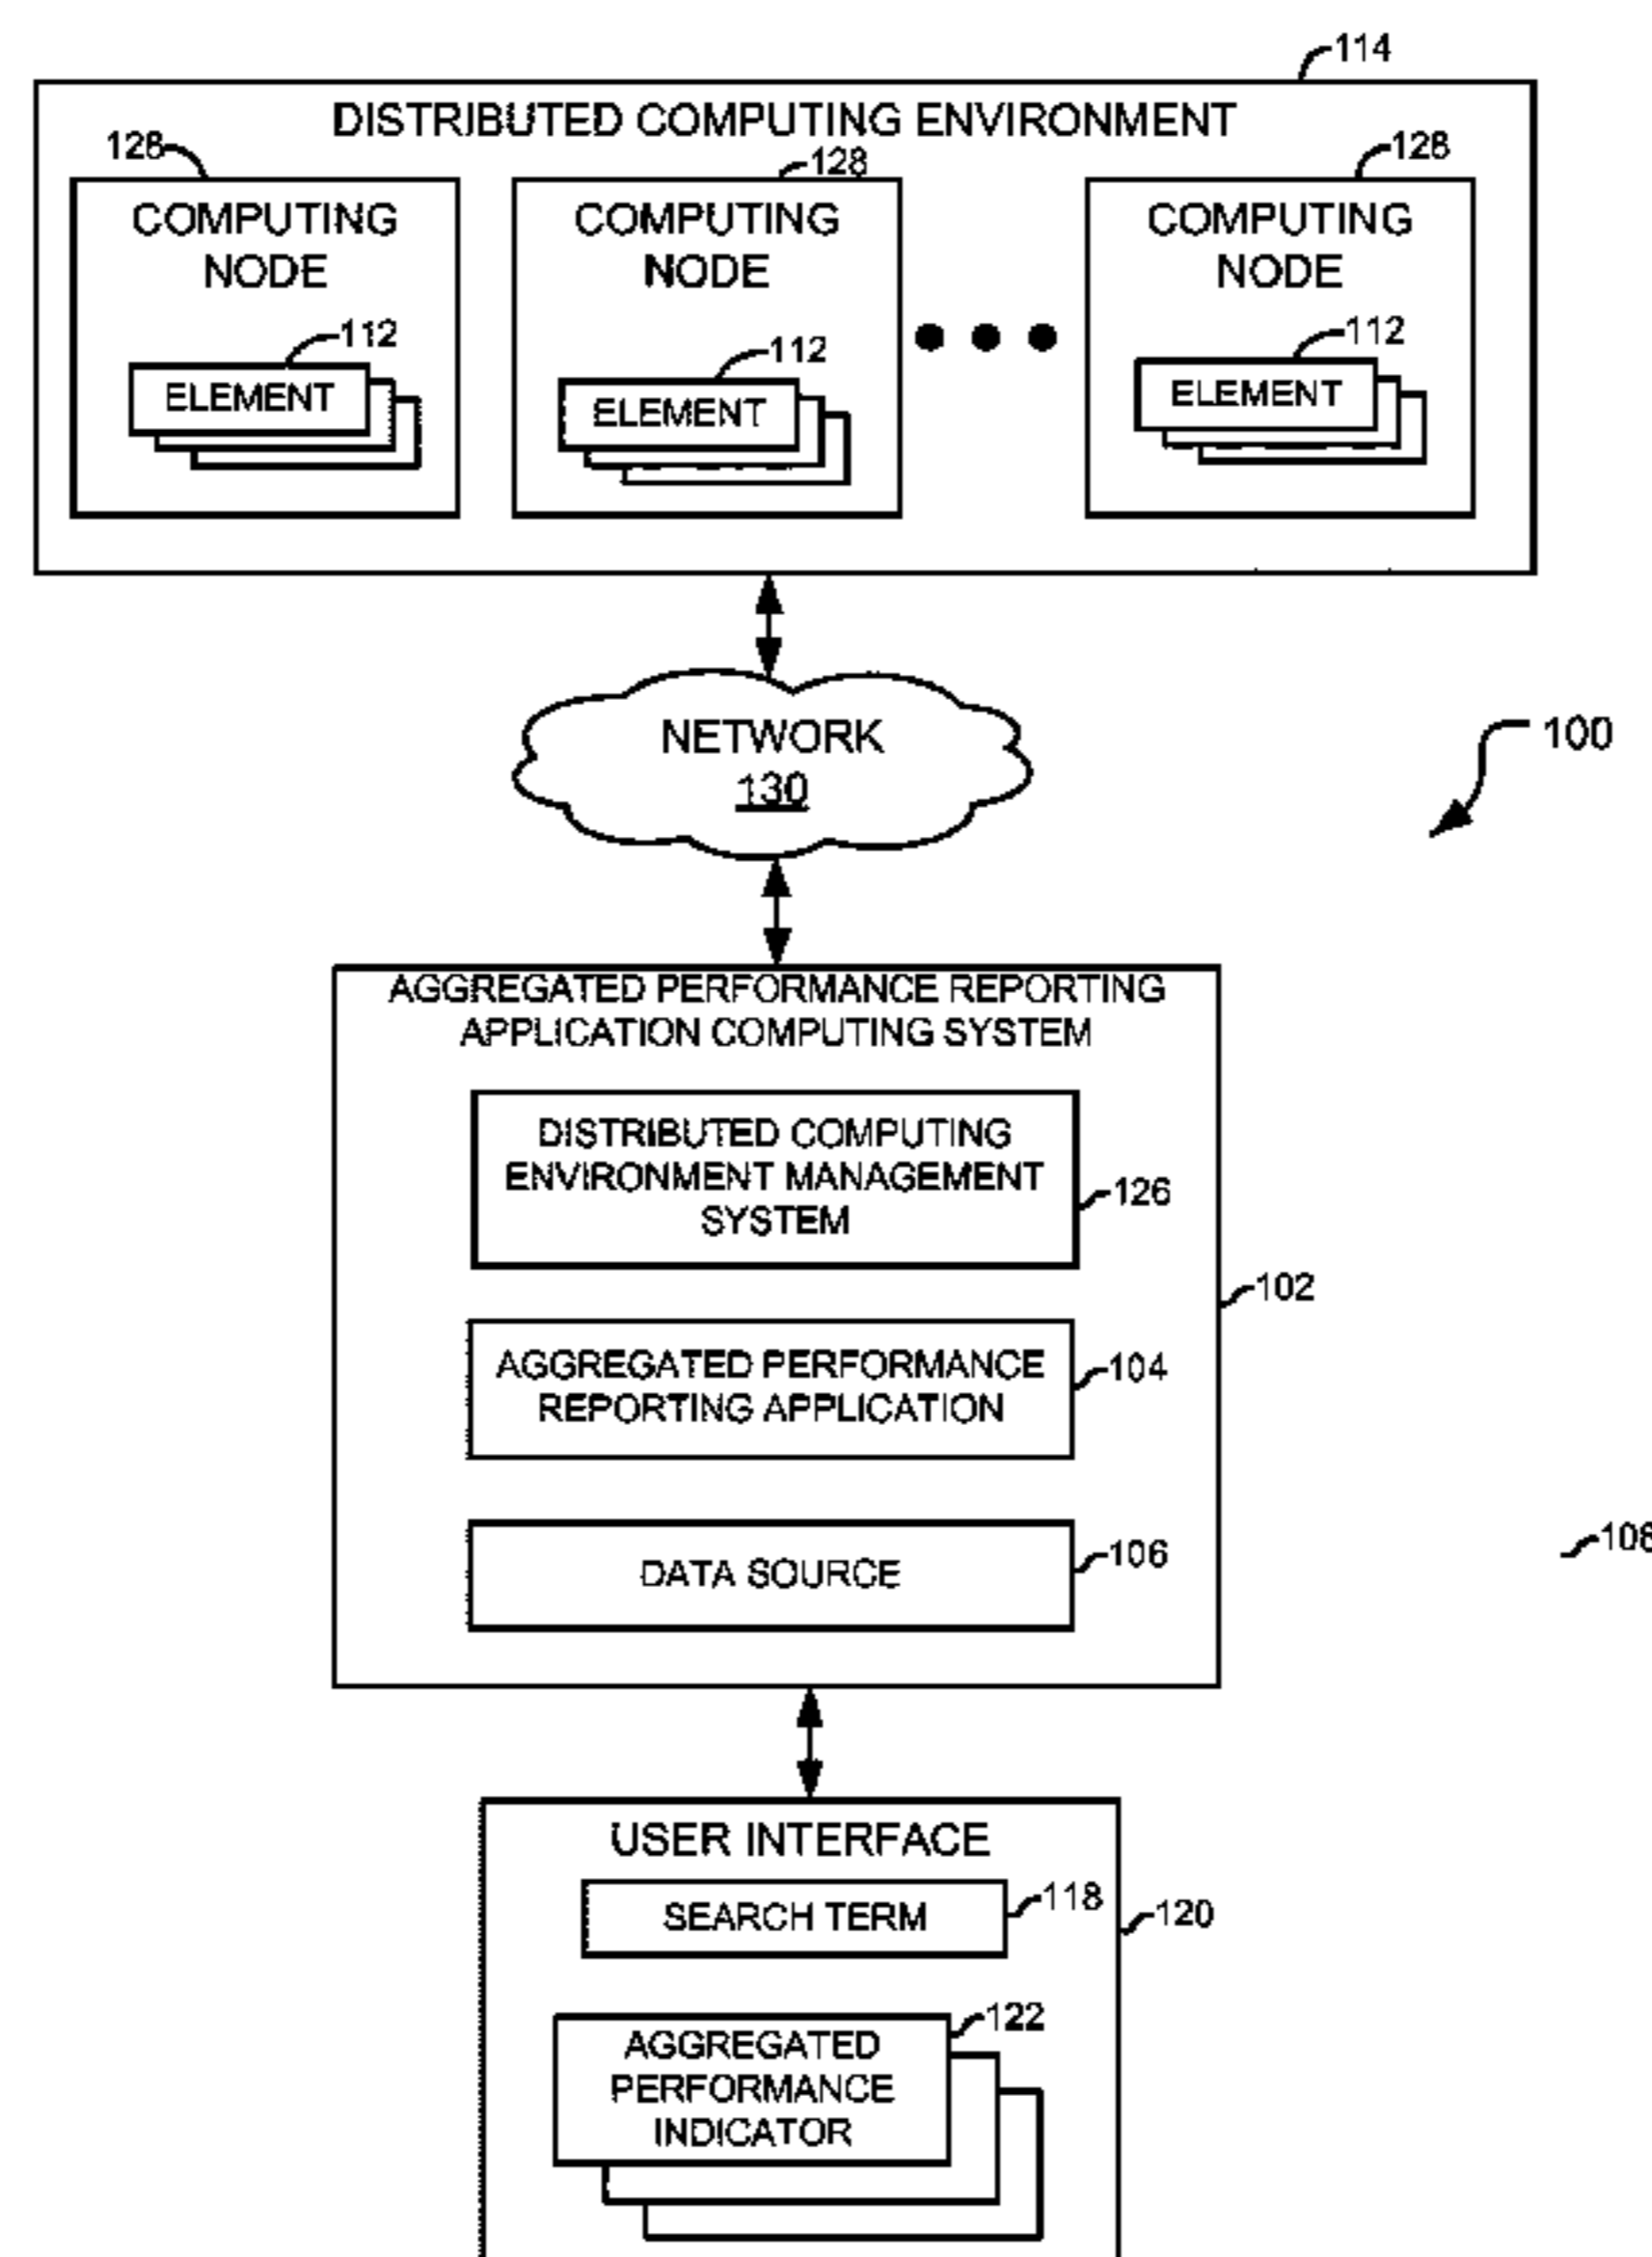 114
DISTRIBUTED COMPUTING ENVIRONMENT
128
128
128
COMPUTING
NODE
112
ELEMENT
COMPUTING
NODE
112
ELEMENT
COMPUTING
NODE
112
ELEMENT
NETWORK
130
100
AGGREGATED PERFORMANCE REPORTING
APPLICATION COMPUTING SYSTEM
DISTRIBUTED COMPUTING
ENVIRONMENT MANAGEMENT
SYSTEM
126
102
AGGREGATED PERFORMANCE
REPORTING APPLICATION
104
DATA SOURCE
106
108
USER INTERFACE
SEARCH TERM
118
120
122
AGGREGATED
PERFORMANCE
INDICATOR